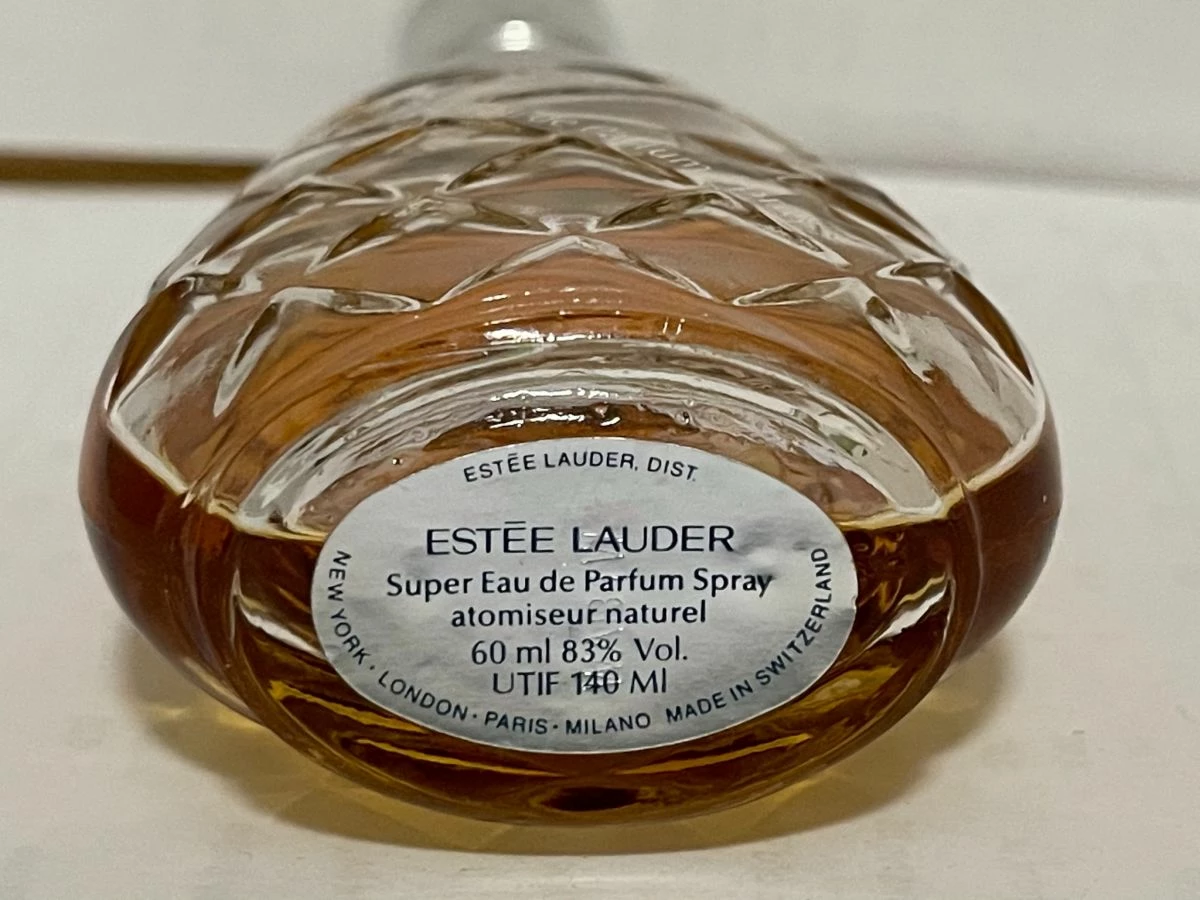 ESTĒE LAUDER, DIST.
ESTĒE LAUDER
Super Eau de Parfum Spray
atomiseur naturel
60 ml 83% Vol.
UTIF 140 Ml
NEW YORK · LONDON · PARIS · MILANO MADE IN SWITZERLAND